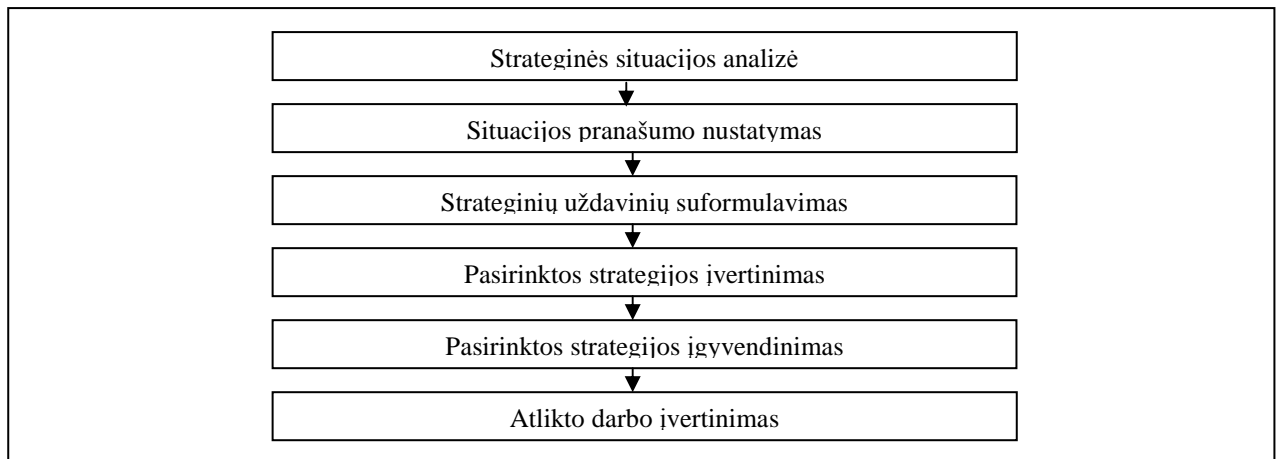 Strateginės situacijos analizė
Situacijos pranašumo nustatymas
Strateginių uždavinių suformulavimas
Pasirinktos strategijos įvertinimas
Pasirinktos strategijos įgyvendinimas
Atlikto darbo įvertinimas